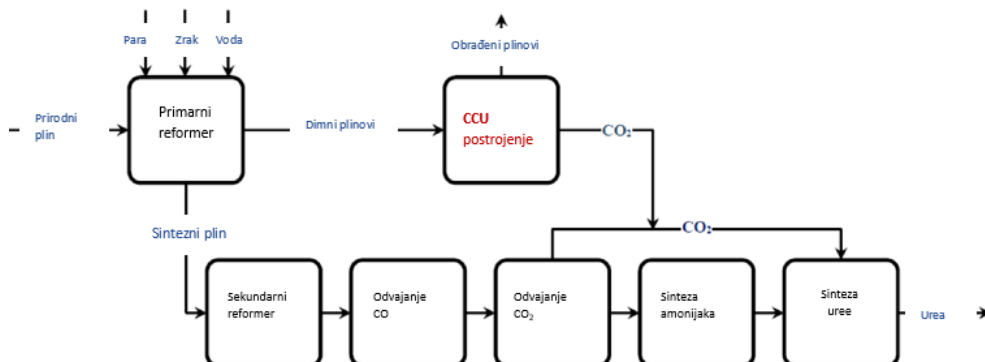 Para
Zrak
Voda
Obrađeni plinovi
Prirodni
plin
Primarni
reformer
Dimni plinovi
CCU
postrojenje
CO₂
Sintezni plin
CO₂
Sekundarni
reformer
Odvajanje
CO
Odvajanje
CO₂
Sinteza
amonijaka
Sinteza
uree
Urea